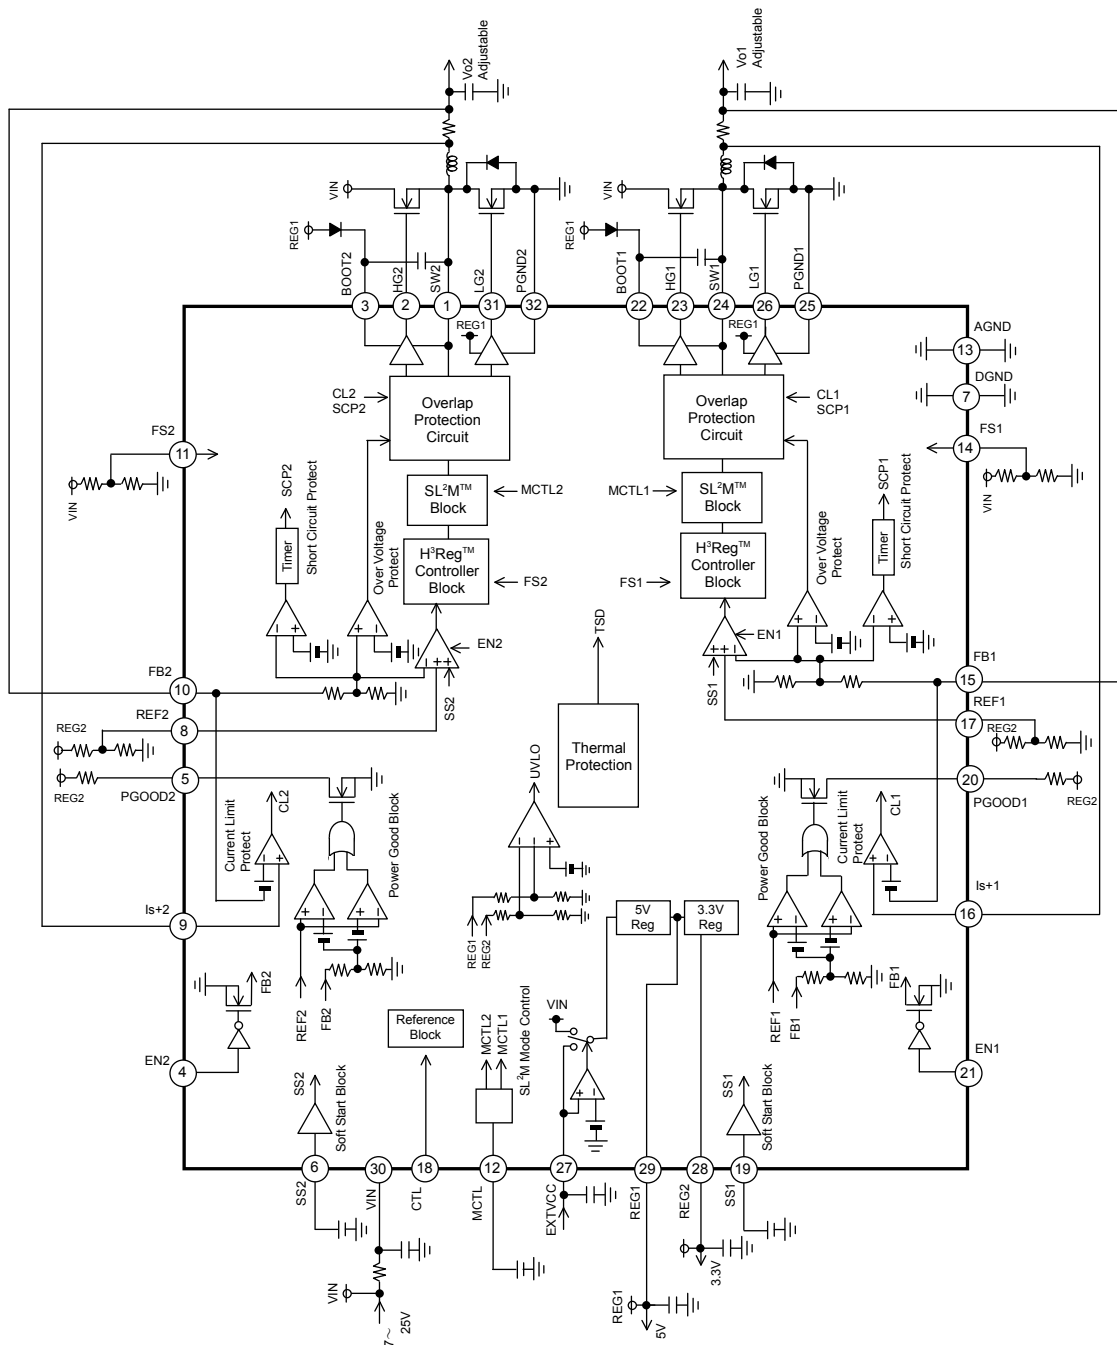 Vo2
Adjustable
Vo1
Adjustable
VIN
VIN
REG1
REG1
BOOT2
HG2
SW2
LG2
PGND2
BOOT1
HG1
SW1
LG1
PGND1
3
2
1
31
32
22
23
24
26
25
REG1
REG1
AGND
13
DGND
7
FS1
14
VIN
CL2
SCP2
Overlap
Protection
Circuit
Overlap
Protection
Circuit
CL1
SCP1
FS2
11
VIN
SCP2
Timer
Short Circuit Protect
Over Voltage
Protect
SL²M™
Block
MCTL2
MCTL1
SL²M™
Block
H³Reg™
Controller
Block
FS2
FS1
H³Reg™
Controller
Block
Over Voltage
Protect
SCP1
Timer
Short Circuit Protect
- +
+ -
- + +
EN2
SS2
TSD
+ + -
EN1
SS1
+ -
- +
FB2
10
REF2
8
REG2
5
REG2
PGOOD2
FB1
15
REF1
17
REG2
20
PGOOD1
REG2
Thermal
Protection
UVLO
- - +
REG1
REG2
CL2
Current Limit
Protect
- +
Power Good Block
+ -
+ -
REF2
FB2
Is+2
9
CL1
Current Limit
Protect
+ -
Power Good Block
+ -
+ -
REF1
FB1
Is+1
16
5V
Reg
3.3V
Reg
VIN
+ -
FB2
EN2
4
FB1
EN1
21
Reference
Block
MCTL2
MCTL1
SL²M Mode Control
SS2
Soft Start Block
SS1
Soft Start Block
6
30
18
12
27
29
28
19
SS2
VIN
CTL
MCTL
EXTVCC
REG1
REG2
SS1
VIN
7～
25V
REG1
5V
3.3V